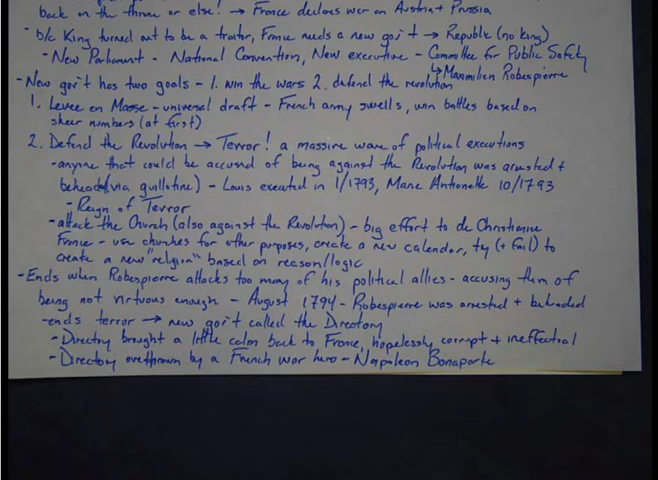 back on the throne or else! → France declares war on Austria + Prussia
- b/c King turned out to be a traitor, France needs a new gov't → Republic (no king)
- New Parliament - National Convention, New executive - Committee for Public Safety
↳ Maximilien Robespierre
- New gov't has two goals - 1. win the wars 2. defend the revolution
1. Levee en Masse - universal draft - French army swells, win battles based on
sheer numbers (at first)
2. Defend the Revolution → Terror! a massive wave of political executions
- anyone that could be accused of being against the Revolution was arrested +
beheaded (via guillotine) - Louis executed in 1/1793, Marie Antionette 10/1793
- Reign of Terror
- attack the Church (also against the Revolution) - big effort to de Christianize
France - use churches for other purposes, create a new calendar, try (+ fail) to
create a new "religion" based on reason/logic
- Ends when Robespierre attacks too many of his political allies - accusing them of
being not virtuous enough - August 1794 - Robespierre was arrested + beheaded
- ends terror → new gov't called the Directory
- Directory brought a little calm back to France, hopelessly corrupt + ineffectual
- Directory overthrown by a French war hero - Napoleon Bonaparte